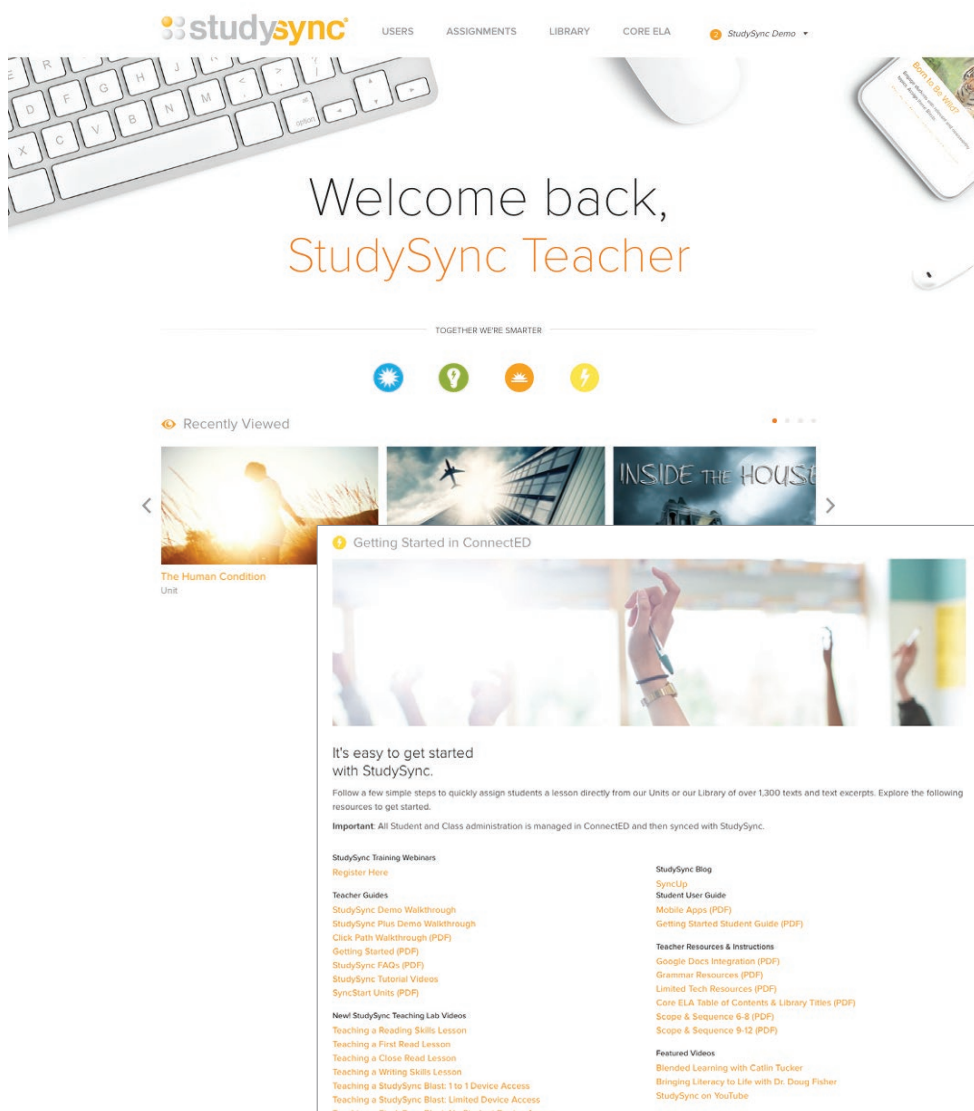 studysync®
USERS
ASSIGNMENTS
LIBRARY
CORE ELA
2
StudySync Demo
option
Born to Be Wild?
Welcome back,
StudySync Teacher
TOGETHER WE'RE SMARTER
Recently Viewed
INSIDE THE HOUSE
The Human Condition
Unit
Getting Started in ConnectED
It's easy to get started
with StudySync.
Follow a few simple steps to quickly assign students a lesson directly from our Units or our Library of over 1,300 texts and text excerpts. Explore the following
resources to get started.
Important: All Student and Class administration is managed in ConnectED and then synced with StudySync.
StudySync Training Webinars
Register Here
Teacher Guides
StudySync Demo Walkthrough
StudySync Plus Demo Walkthrough
Click Path Walkthrough (PDF)
Getting Started (PDF)
StudySync FAQs (PDF)
StudySync Tutorial Videos
SyncStart Units (PDF)
New! StudySync Teaching Lab Videos
Teaching a Reading Skills Lesson
Teaching a First Read Lesson
Teaching a Close Read Lesson
Teaching a Writing Skills Lesson
Teaching a StudySync Blast: 1 to 1 Device Access
Teaching a StudySync Blast: Limited Device Access
StudySync Blog
SyncUp
Student User Guide
Mobile Apps (PDF)
Getting Started Student Guide (PDF)
Teacher Resources & Instructions
Google Docs Integration (PDF)
Grammar Resources (PDF)
Limited Tech Resources (PDF)
Core ELA Table of Contents & Library Titles (PDF)
Scope & Sequence 6-8 (PDF)
Scope & Sequence 9-12 (PDF)
Featured Videos
Blended Learning with Catlin Tucker
Bringing Literacy to Life with Dr. Doug Fisher
StudySync on YouTube